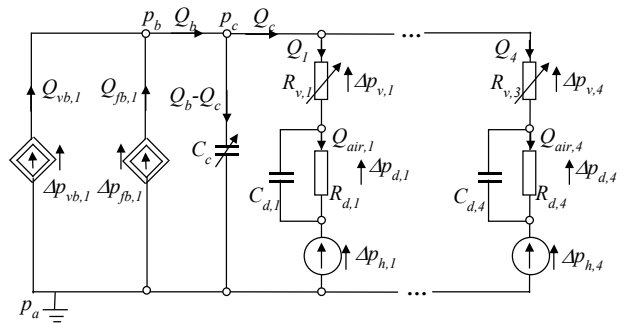 p_b Q_b p_c Q_c ...
Q_1 Q_4
Q_vb,1 Q_fb,1 Q_b-Q_c R_v,1 Δp_v,1 R_v,3 Δp_v,4
C_c Q_air,1 Q_air,4
Δp_vb,1 Δp_fb,1 Δp_d,1 Δp_d,4
C_d,1 R_d,1 C_d,4 R_d,4
Δp_h,1 Δp_h,4
p_a ...